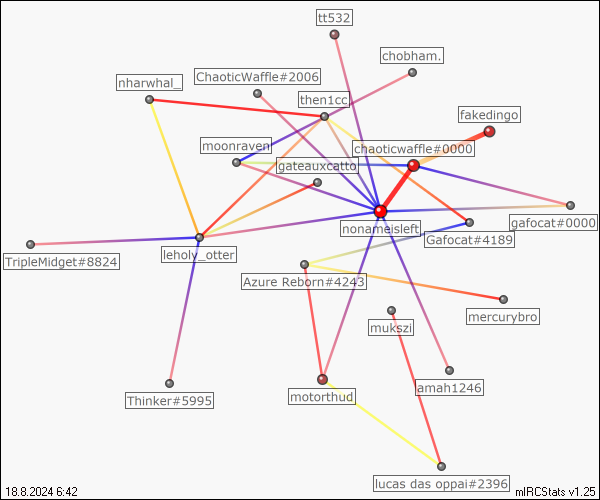 tt532
chobham.
ChaoticWaffle#2006
nharwhal_
then1cc
fakedingo
moonraven
chaoticwaffle#0000
gateauxcatto
nonameisleft
gafocat#0000
Gafocat#4189
leholy_otter
TripleMidget#8824
Azure Reborn#4243
mercurybro
mukszi
amah1246
motorthud
Thinker#5995
lucas das oppai#2396
18.8.2024 6:42
mIRCStats v1.25